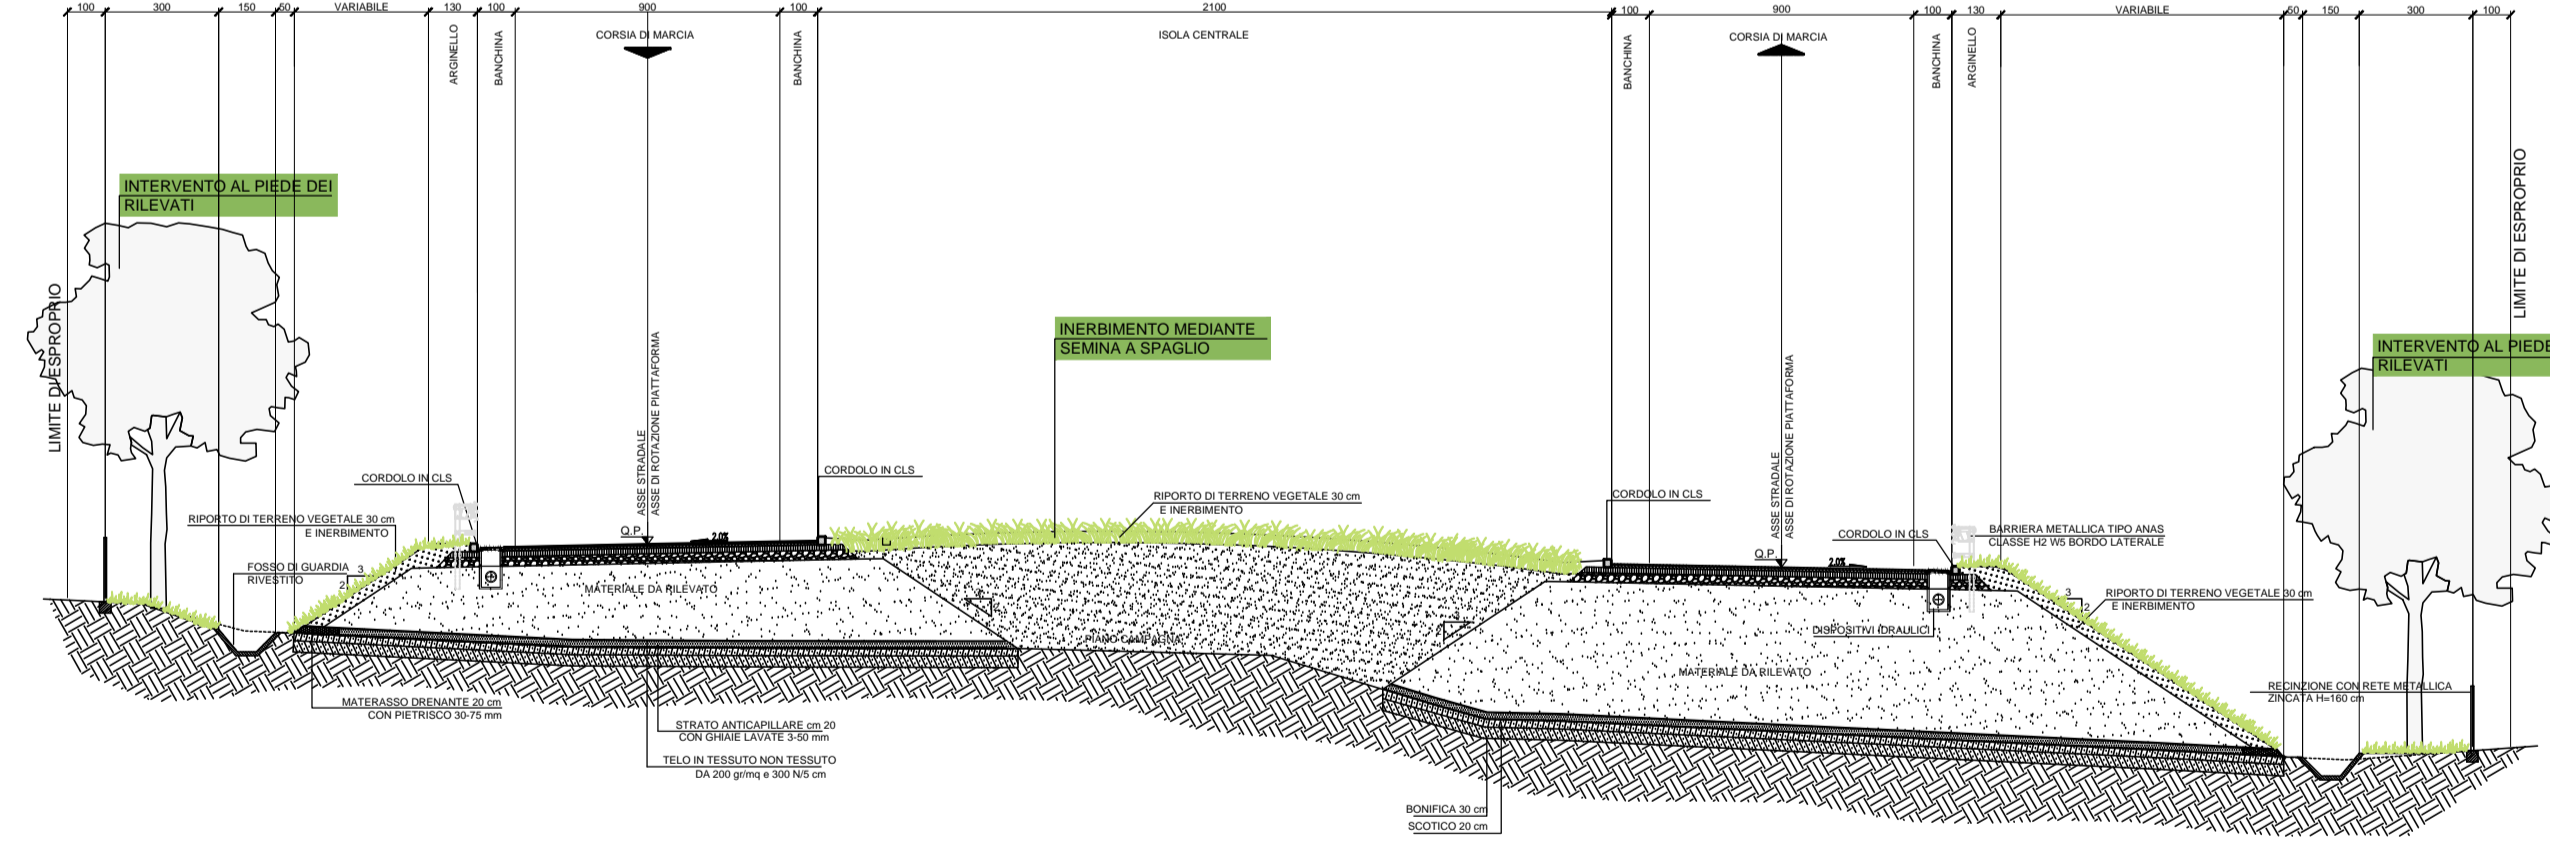 100 300 150 50 VARIABILE 130 100 900 100 2100 100 900 100 130 VARIABILE 50 150 300 100
ARGINELLO
BANCHINA
CORSIA DI MARCIA
BANCHINA
ISOLA CENTRALE
BANCHINA
CORSIA DI MARCIA
BANCHINA
ARGINELLO
LIMITE DI ESPROPRIO
INTERVENTO AL PIEDE DEI
RILEVATI
LIMITE DI ESPROPRIO
INERBIMENTO MEDIANTE
SEMINA A SPAGLIO
INTERVENTO AL PIEDE
RILEVATI
ASSE STRADALE
ASSE DI ROTAZIONE PIATTAFORMA
ASSE STRADALE
ASSE DI ROTAZIONE PIATTAFORMA
CORDOLO IN CLS
CORDOLO IN CLS
CORDOLO IN CLS
CORDOLO IN CLS
RIPORTO DI TERRENO VEGETALE 30 cm
E INERBIMENTO
RIPORTO DI TERRENO VEGETALE 30 cm
E INERBIMENTO
Q.P.
2.0%
Q.P.
2.0%
BARRIERA METALLICA TIPO ANAS
CLASSE H2 W5 BORDO LATERALE
FOSSO DI GUARDIA
RIVESTITO
3
2
MATERIALE DA RILEVATO
PIANO CAMPAGNA
DISPOSITIVI IDRAULICI
3
2
RIPORTO DI TERRENO VEGETALE 30 cm
E INERBIMENTO
MATERIALE DA RILEVATO
RECINZIONE CON RETE METALLICA
ZINCATA H=160 cm
MATERASSO DRENANTE 20 cm
CON PIETRISCO 30-75 mm
STRATO ANTICAPILLARE cm 20
CON GHIAIE LAVATE 3-50 mm
TELO IN TESSUTO NON TESSUTO
DA 200 gr/mq e 300 N/5 cm
BONIFICA 30 cm
SCOTICO 20 cm